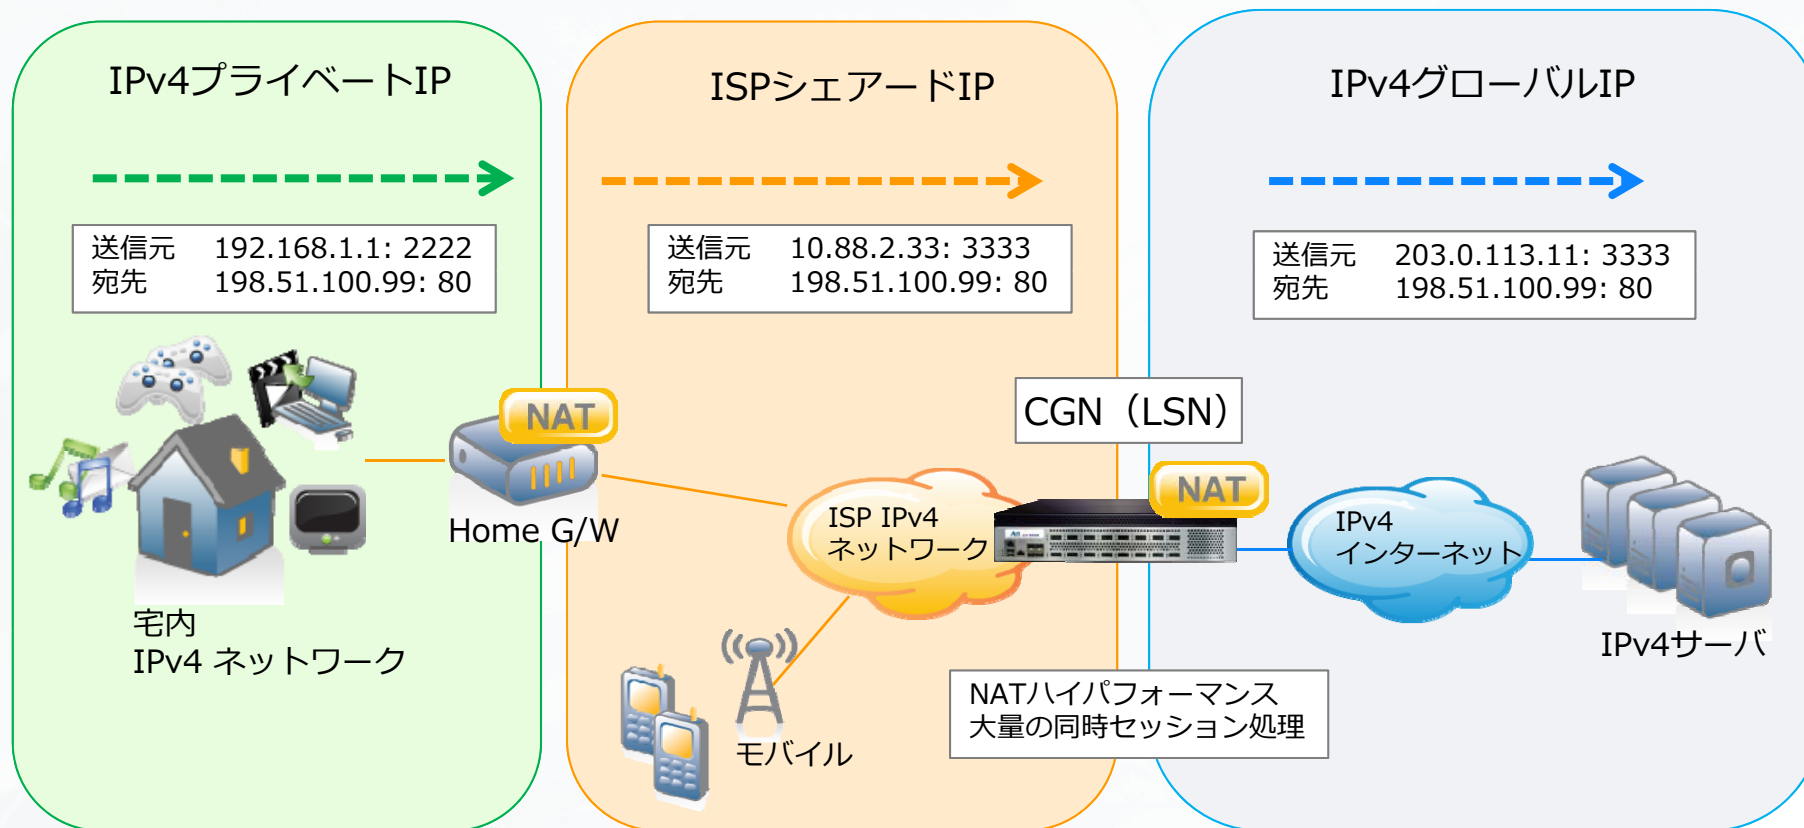 IPv4プライベートIP
ISPシェアードIP
IPv4グローバルIP
送信元 192.168.1.1: 2222
宛先 198.51.100.99: 80
送信元 10.88.2.33: 3333
宛先 198.51.100.99: 80
送信元 203.0.113.11: 3333
宛先 198.51.100.99: 80
NAT
CGN（LSN）
NAT
Home G/W
ISP IPv4
ネットワーク
IPv4
インターネット
宅内
IPv4 ネットワーク
IPv4サーバ
モバイル
NATハイパフォーマンス
大量の同時セッション処理